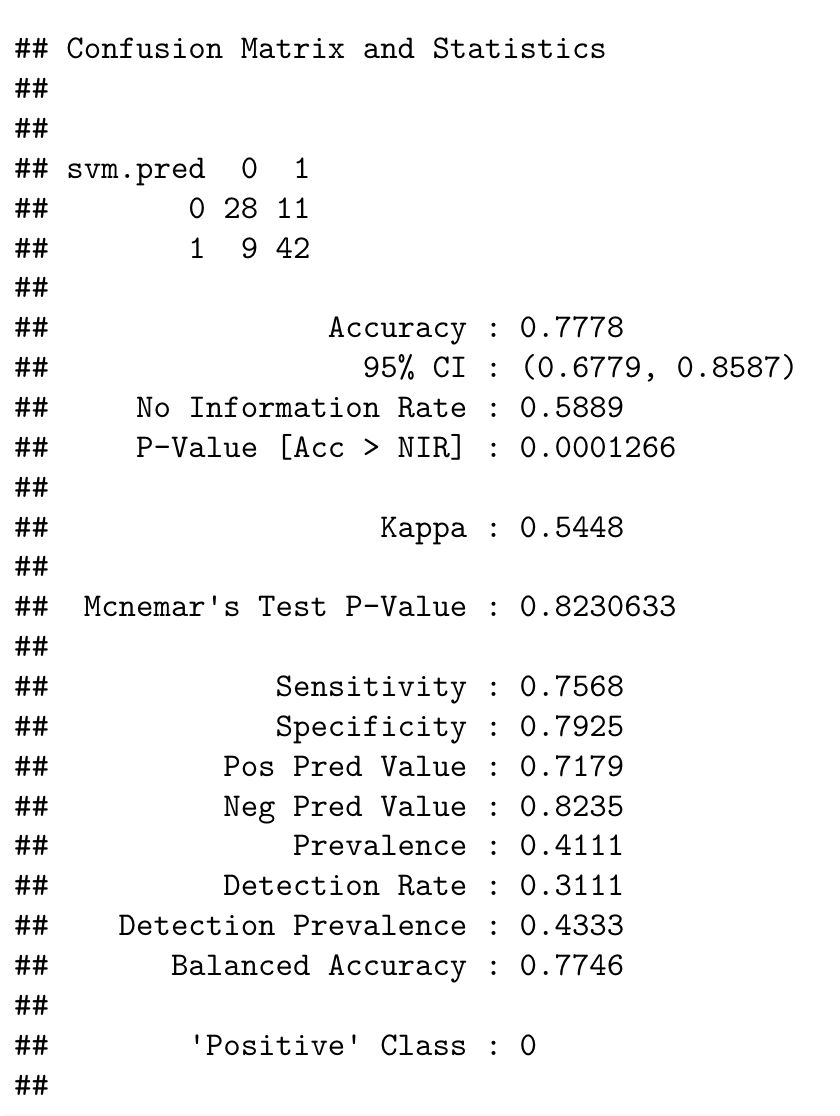 ## Confusion Matrix and Statistics
##
##
## svm.pred  0  1
##        0 28 11
##        1  9 42
##
##                Accuracy : 0.7778
##                  95% CI : (0.6779, 0.8587)
##     No Information Rate : 0.5889
##     P-Value [Acc > NIR] : 0.0001266
##
##                   Kappa : 0.5448
##
##  Mcnemar's Test P-Value : 0.8230633
##
##             Sensitivity : 0.7568
##             Specificity : 0.7925
##          Pos Pred Value : 0.7179
##          Neg Pred Value : 0.8235
##              Prevalence : 0.4111
##          Detection Rate : 0.3111
##    Detection Prevalence : 0.4333
##       Balanced Accuracy : 0.7746
##
##        'Positive' Class : 0
##